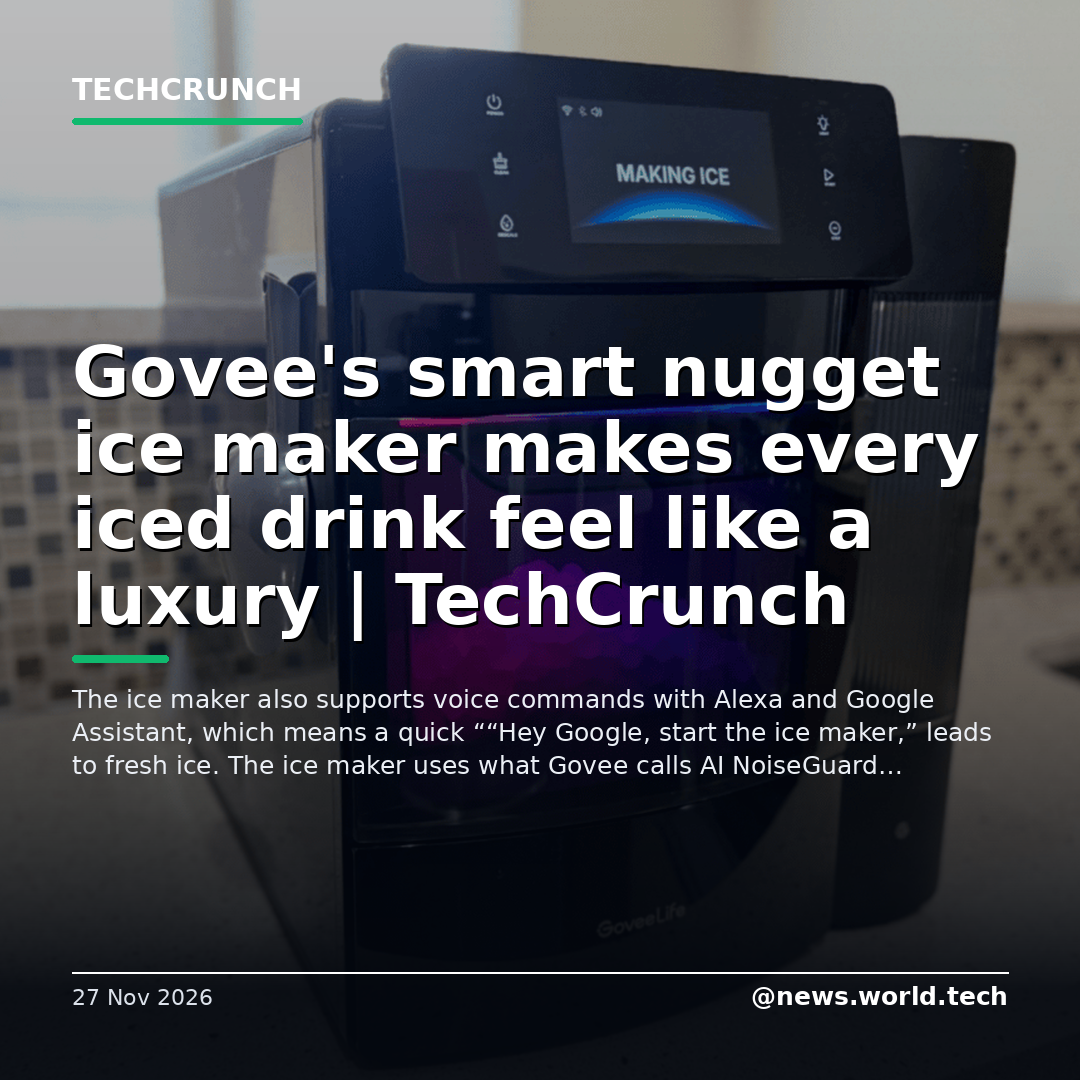 TECHCRUNCH
MAKING ICE
Govee's smart nugget
ice maker makes every
iced drink feel like a
luxury | TechCrunch
The ice maker also supports voice commands with Alexa and Google
Assistant, which means a quick ““Hey Google, start the ice maker,” leads
to fresh ice. The ice maker uses what Govee calls AI NoiseGuard...
GoveeLife
27 Nov 2026
@news.world.tech